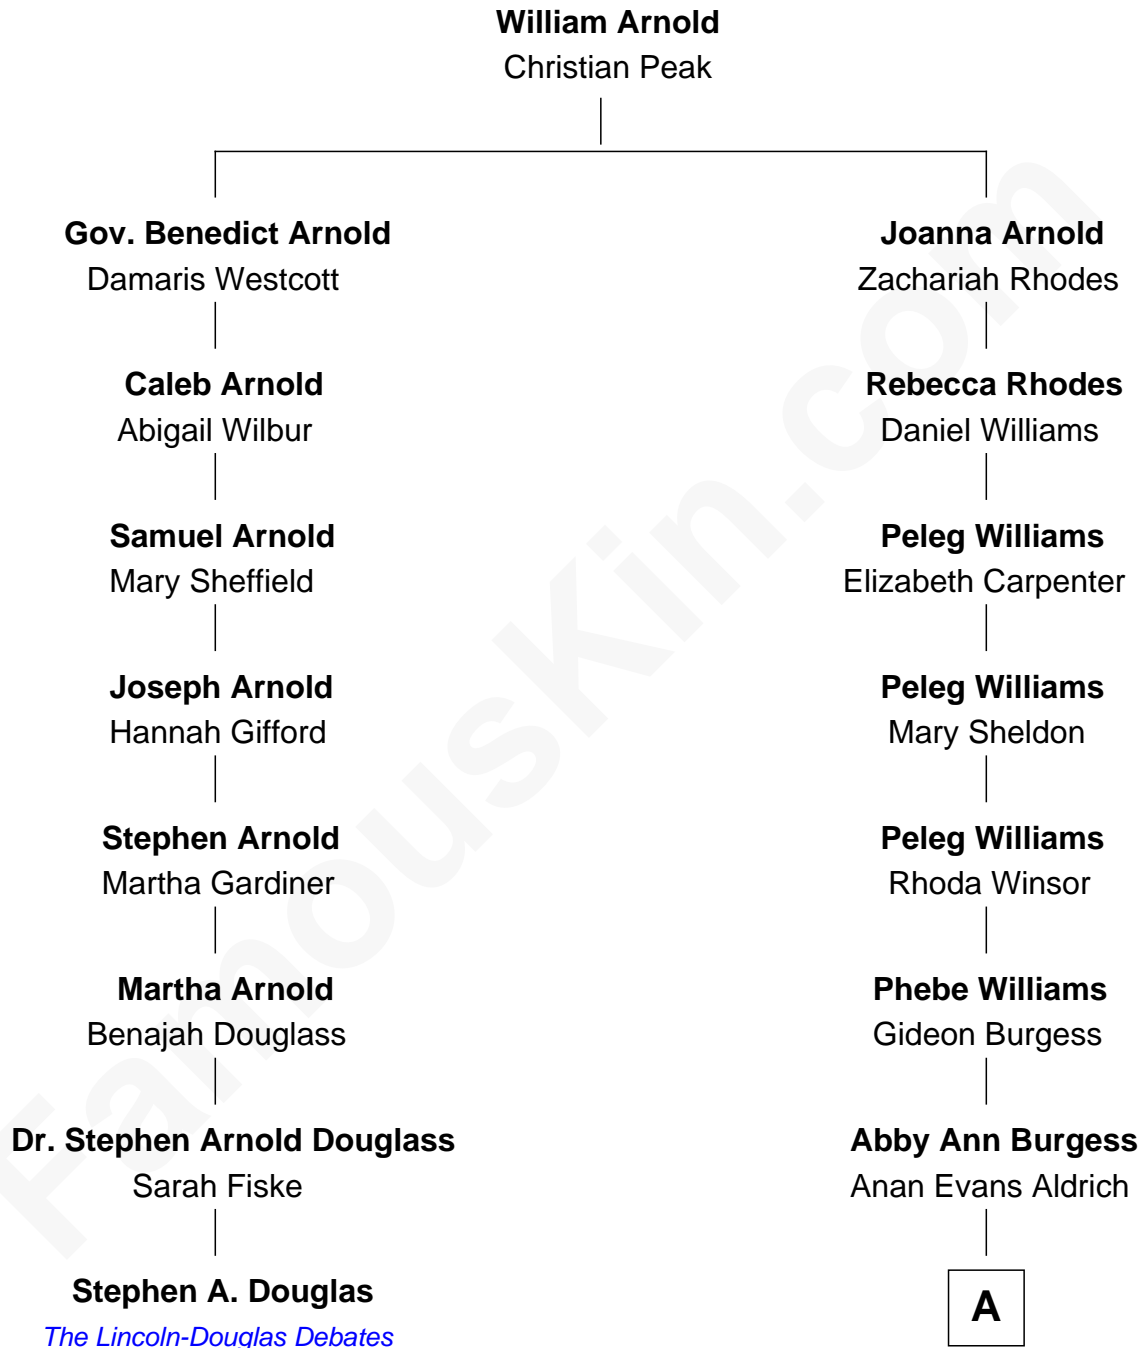 William Arnold
Christian Peak
Gov. Benedict Arnold
Damaris Westcott
Joanna Arnold
Zachariah Rhodes
Caleb Arnold
Abigail Wilbur
Rebecca Rhodes
Daniel Williams
Samuel Arnold
Mary Sheffield
Peleg Williams
Elizabeth Carpenter
Joseph Arnold
Hannah Gifford
Peleg Williams
Mary Sheldon
Stephen Arnold
Martha Gardiner
Peleg Williams
Rhoda Winsor
Martha Arnold
Benajah Douglass
Phebe Williams
Gideon Burgess
Dr. Stephen Arnold Douglass
Sarah Fiske
Abby Ann Burgess
Anan Evans Aldrich
Stephen A. Douglas
The Lincoln-Douglas Debates
A
FamousKin.com